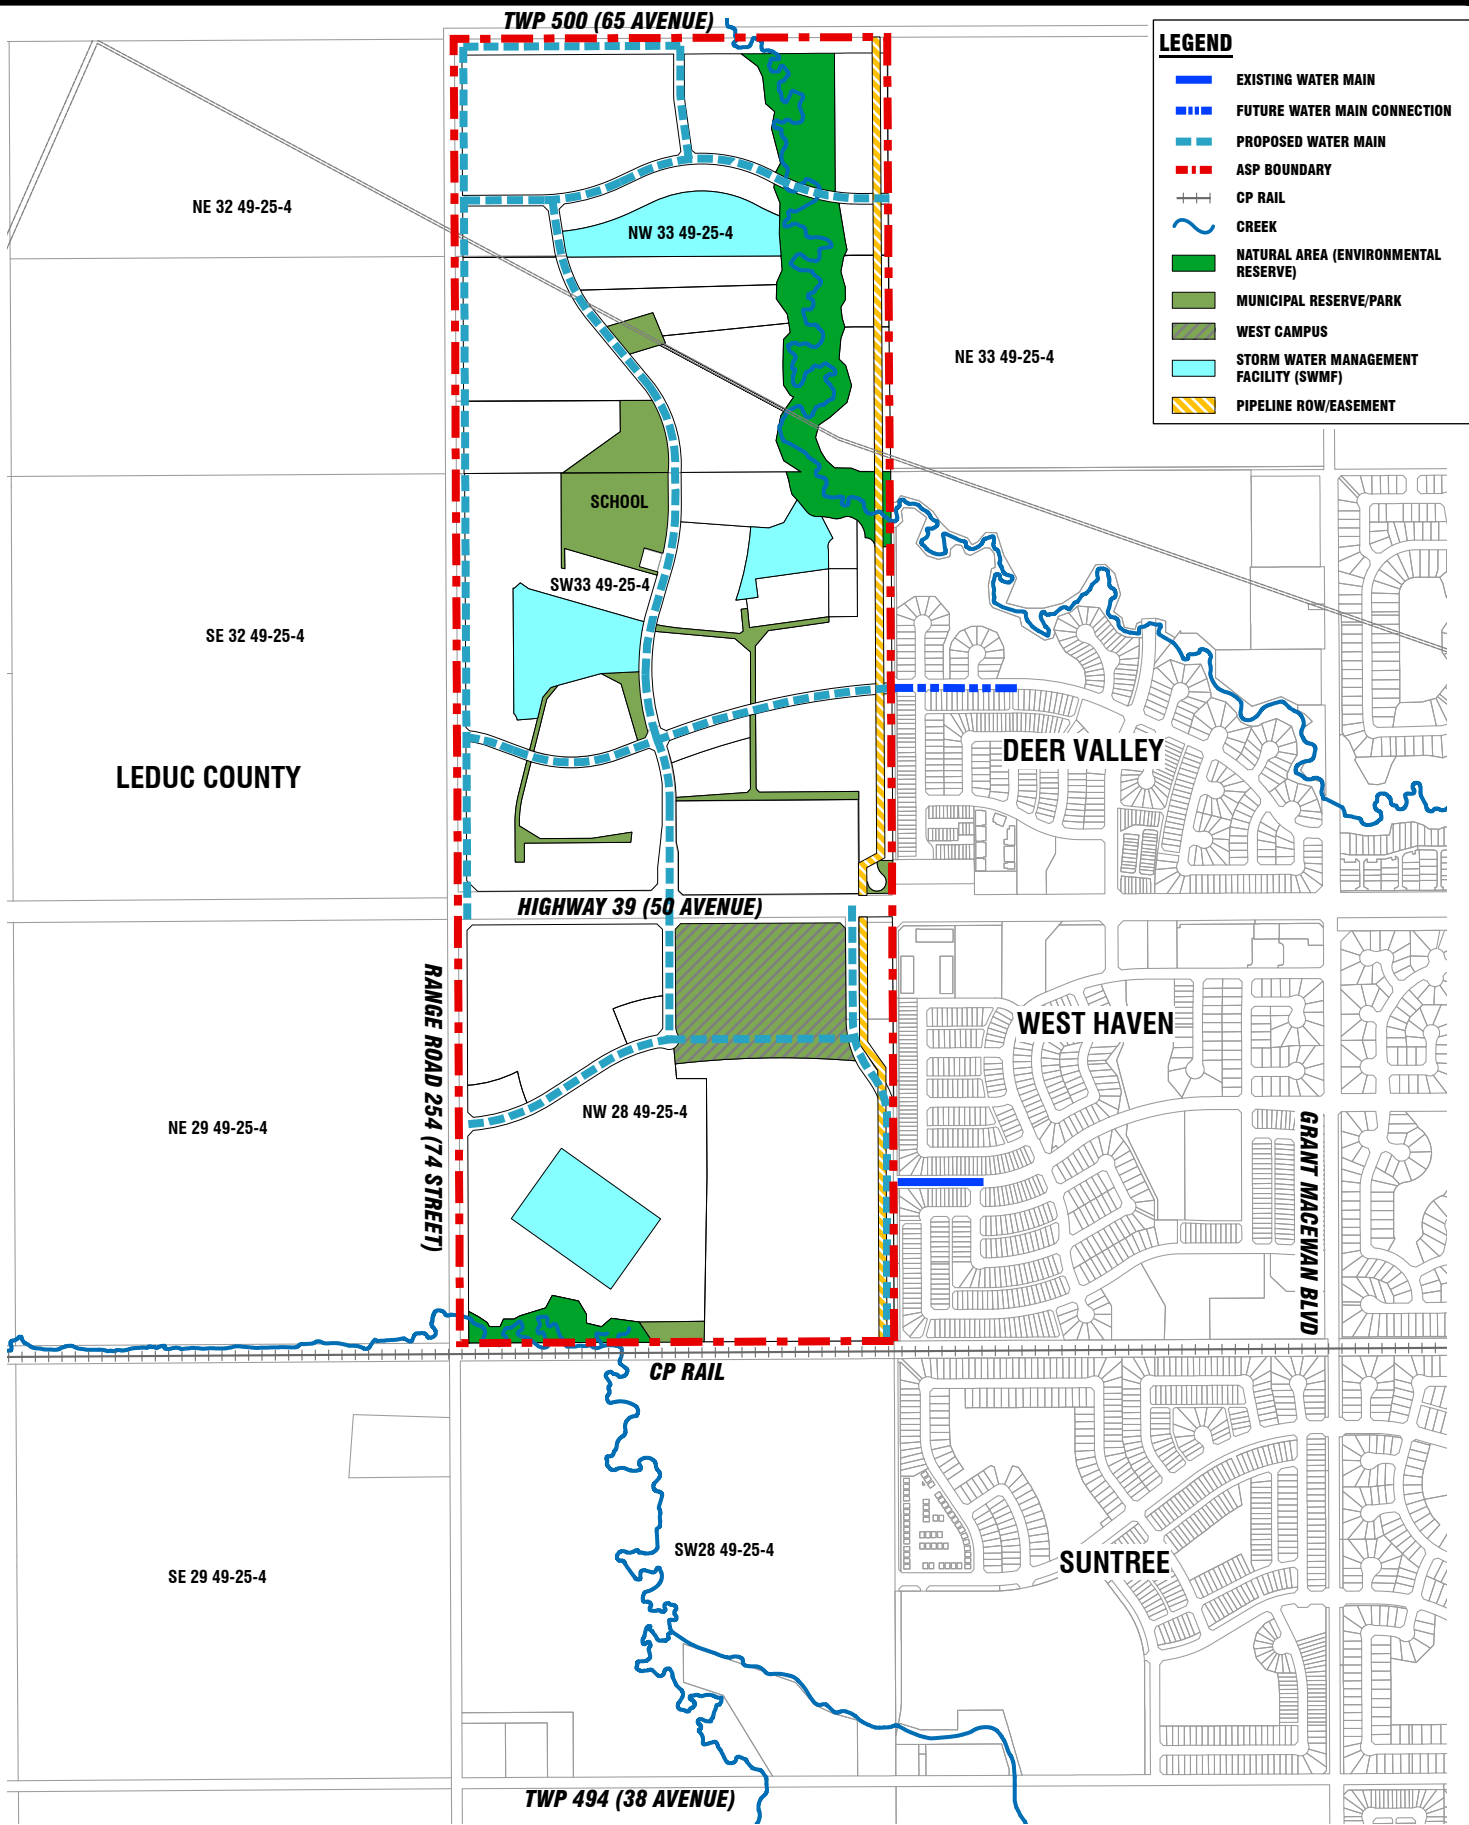 TWP 500 (65 AVENUE)
LEGEND
EXISTING WATER MAIN
FUTURE WATER MAIN CONNECTION
PROPOSED WATER MAIN
ASP BOUNDARY
CP RAIL
CREEK
NATURAL AREA (ENVIRONMENTAL
RESERVE)
MUNICIPAL RESERVE/PARK
WEST CAMPUS
STORM WATER MANAGEMENT
FACILITY (SWMF)
PIPELINE ROW/EASEMENT
NE 32 49-25-4
NW 33 49-25-4
NE 33 49-25-4
SCHOOL
SW33 49-25-4
SE 32 49-25-4
DEER VALLEY
LEDUC COUNTY
HIGHWAY 39 (50 AVENUE)
RANGE ROAD 254 (74 STREET)
WEST HAVEN
NW 28 49-25-4
NE 29 49-25-4
GRANT MACEWAN BLVD
CP RAIL
SW28 49-25-4
SUNTREE
SE 29 49-25-4
TWP 494 (38 AVENUE)